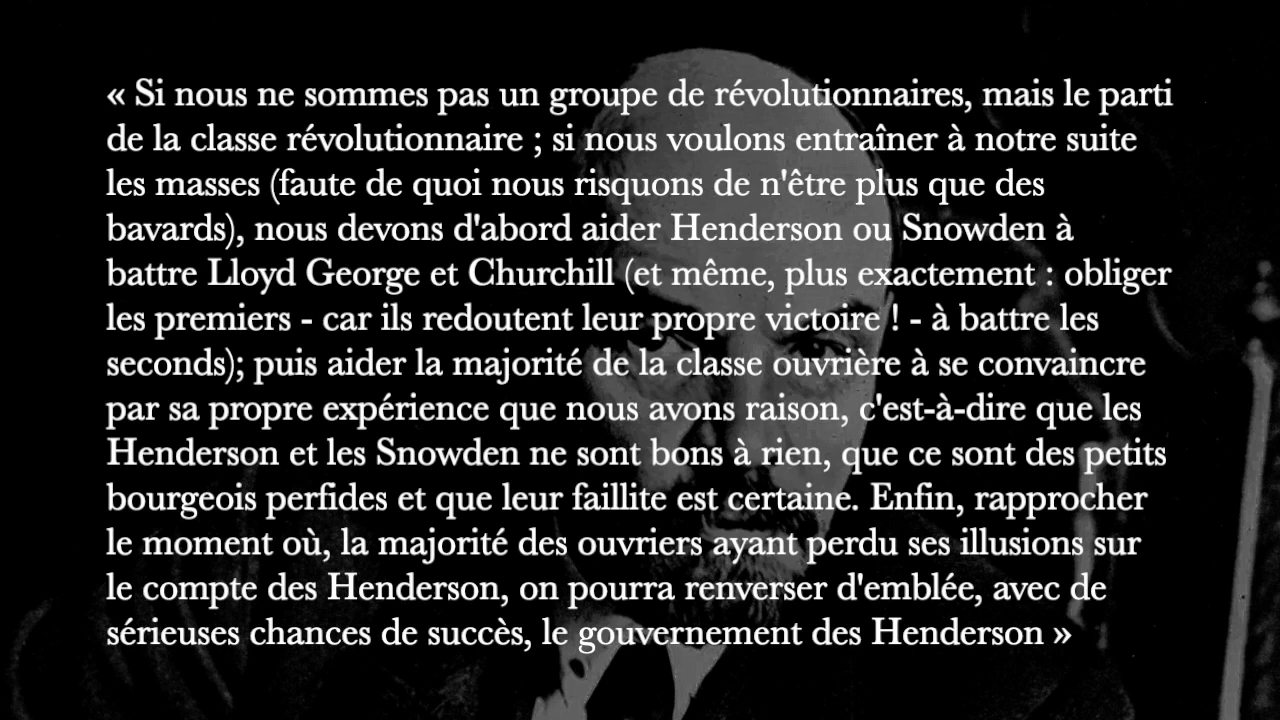 « Si nous ne sommes pas un groupe de révolutionnaires, mais le parti
de la classe révolutionnaire ; si nous voulons entraîner à notre suite
les masses (faute de quoi nous risquons de n'être plus que des
bavards), nous devons d'abord aider Henderson ou Snowden à
battre Lloyd George et Churchill (et même, plus exactement : obliger
les premiers - car ils redoutent leur propre victoire ! - à battre les
seconds); puis aider la majorité de la classe ouvrière à se convaincre
par sa propre expérience que nous avons raison, c'est-à-dire que les
Henderson et les Snowden ne sont bons à rien, que ce sont des petits
bourgeois perfides et que leur faillite est certaine. Enfin, rapprocher
le moment où, la majorité des ouvriers ayant perdu ses illusions sur
le compte des Henderson, on pourra renverser d'emblée, avec de
sérieuses chances de succès, le gouvernement des Henderson »